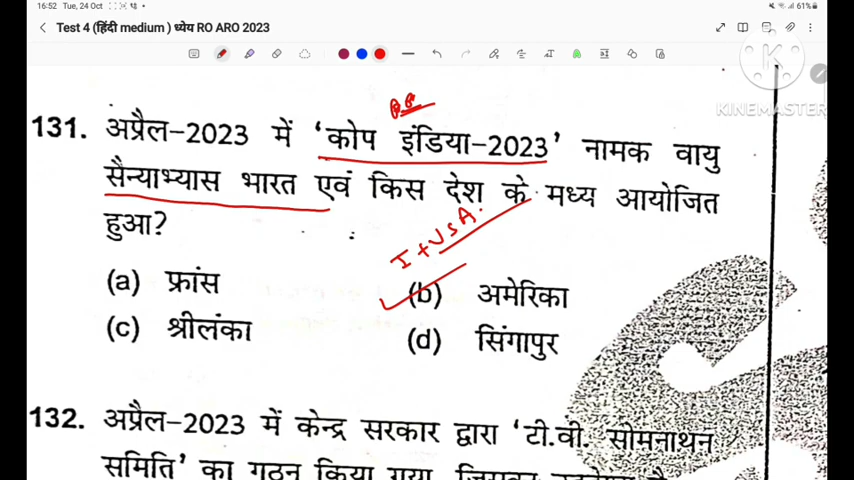 16:52 Tue, 24 Oct
61%
Test 4 (हिंदी medium ) ध्येय RO ARO 2023
KINEMASTER
131. अप्रैल-2023 में ‘कोप इंडिया-2023’ नामक वायु
सैन्याभ्यास भारत एवं किस देश के मध्य आयोजित
हुआ?
I + USA.
(a) फ्रांस
(b) अमेरिका
(c) श्रीलंका
(d) सिंगापुर
132. अप्रैल-2023 में केन्द्र सरकार द्वारा ‘टी.वी. सोमनाथन
समिति’ का गठन किया गया